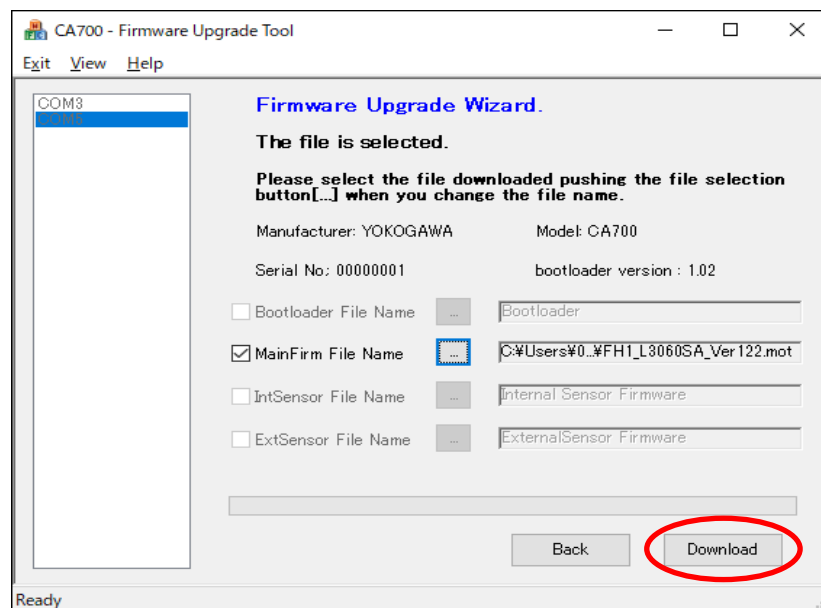 CA700 - Firmware Upgrade Tool
Exit View Help
COM3
COM5
Firmware Upgrade Wizard.
The file is selected.
Please select the file downloaded pushing the file selection
button[...] when you change the file name.
Manufacturer: YOKOGAWA Model: CA700
Serial No.: 00000001 bootloader version : 1.02
Bootloader File Name ... Bootloader
MainFirm File Name ... C:¥Users¥0...¥FH1_L3060SA_Ver122.mot
IntSensor File Name ... Internal Sensor Firmware
ExtSensor File Name ... ExternalSensor Firmware
Back Download
Ready